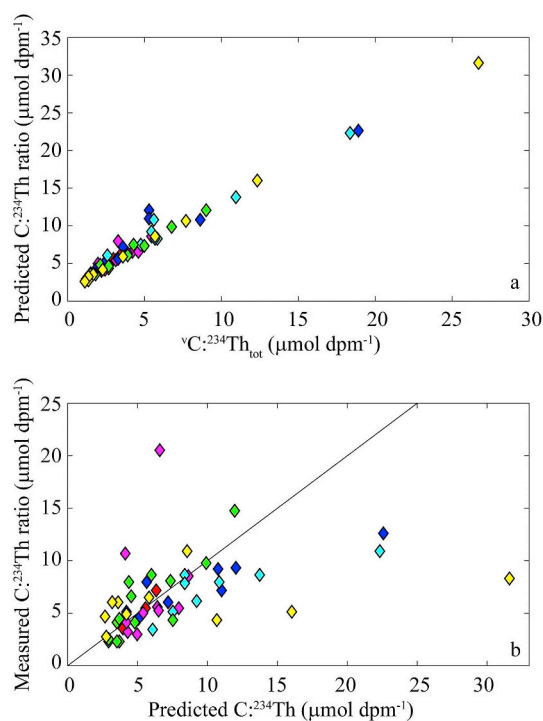 Predicted C:²³⁴Th ratio (μmol dpm⁻¹)
35
30
25
20
15
10
5
0
0 5 10 15 20 25 30
a
ᵛC:²³⁴Thₜₒₜ (μmol dpm⁻¹)
Measured C:²³⁴Th ratio (μmol dpm⁻¹)
25
20
15
10
5
0
0 5 10 15 20 25 30
b
Predicted C:²³⁴Th (μmol dpm⁻¹)